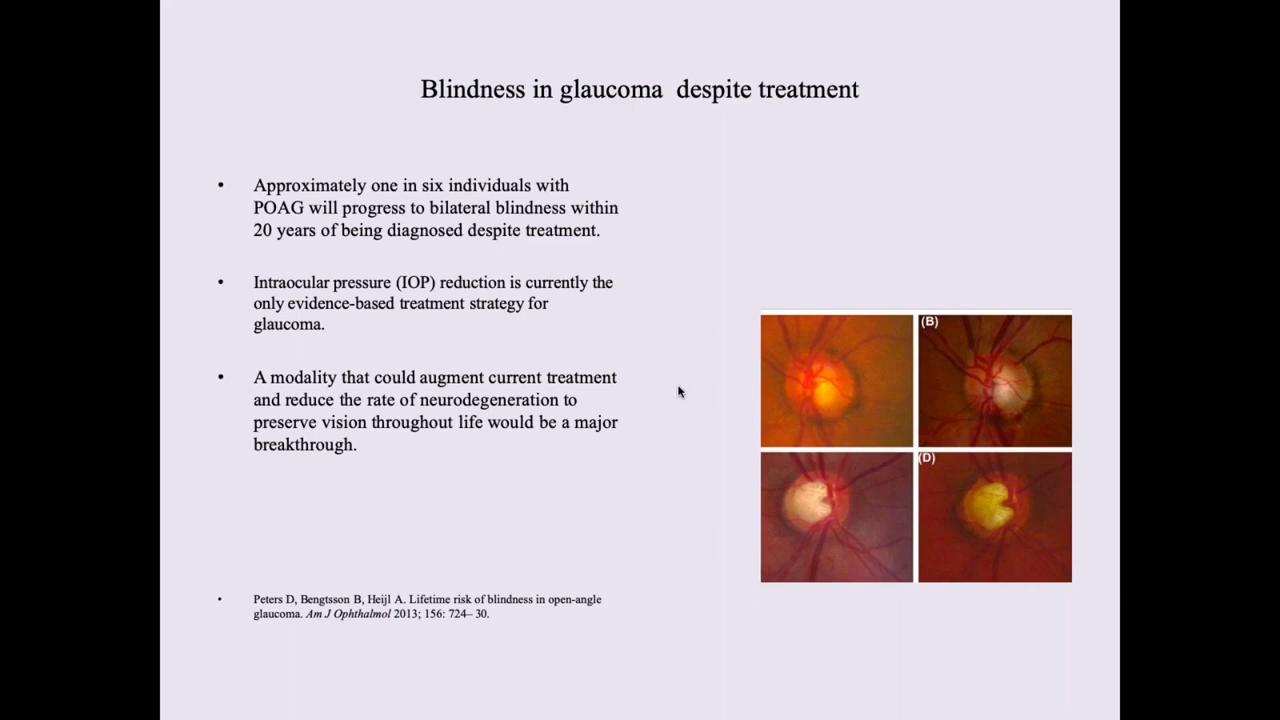 Blindness in glaucoma  despite treatment
• Approximately one in six individuals with
POAG will progress to bilateral blindness within
20 years of being diagnosed despite treatment.
• Intraocular pressure (IOP) reduction is currently the
only evidence-based treatment strategy for
glaucoma.
• A modality that could augment current treatment
and reduce the rate of neurodegeneration to
preserve vision throughout life would be a major
breakthrough.
(B)
(D)
• Peters D, Bengtsson B, Heijl A. Lifetime risk of blindness in open-angle
glaucoma. Am J Ophthalmol 2013; 156: 724– 30.